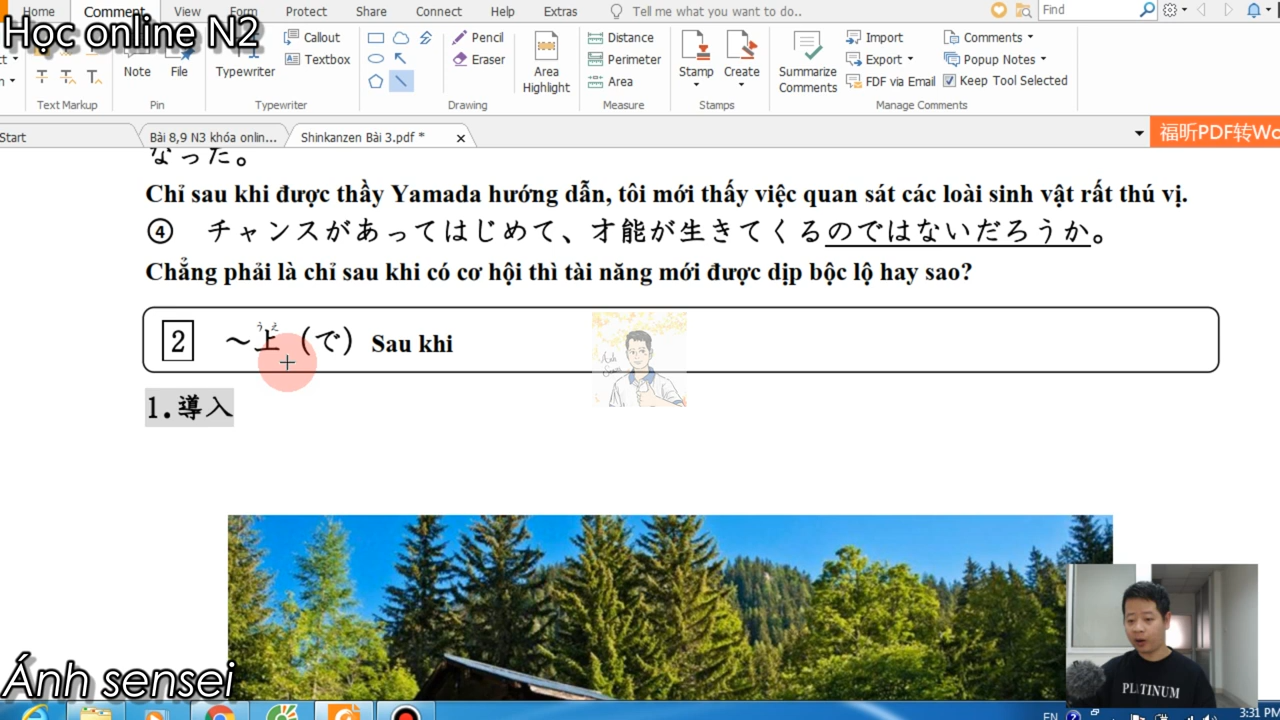 Home Comment View Form Protect Share Connect Help Extras Tell me what you want to do.. Find
Học online N2
Callout
Textbox
Note
File
Typewriter
Pencil
Eraser
Area
Highlight
Distance
Perimeter
Area
Stamp
Create
Summarize
Comments
Import
Export
FDF via Email
Comments
Popup Notes
Keep Tool Selected
Text Markup Pin Typewriter Drawing Measure Stamps Manage Comments
Start Bài 8,9 N3 khóa onlin... Shinkanzen Bài 3.pdf * 福昕PDF转Wo
なった。
Chỉ sau khi được thầy Yamada hướng dẫn, tôi mới thấy việc quan sát các loài sinh vật rất thú vị.
④ チャンスがあってはじめて、才能が生きてくるのではないだろうか。
Chẳng phải là chỉ sau khi có cơ hội thì tài năng mới được dịp bộc lộ hay sao?
うえ
2 ～上（で）Sau khi
Ánh
1.導入
PLATINUM
Ánh sensei
EN 3:31 PM